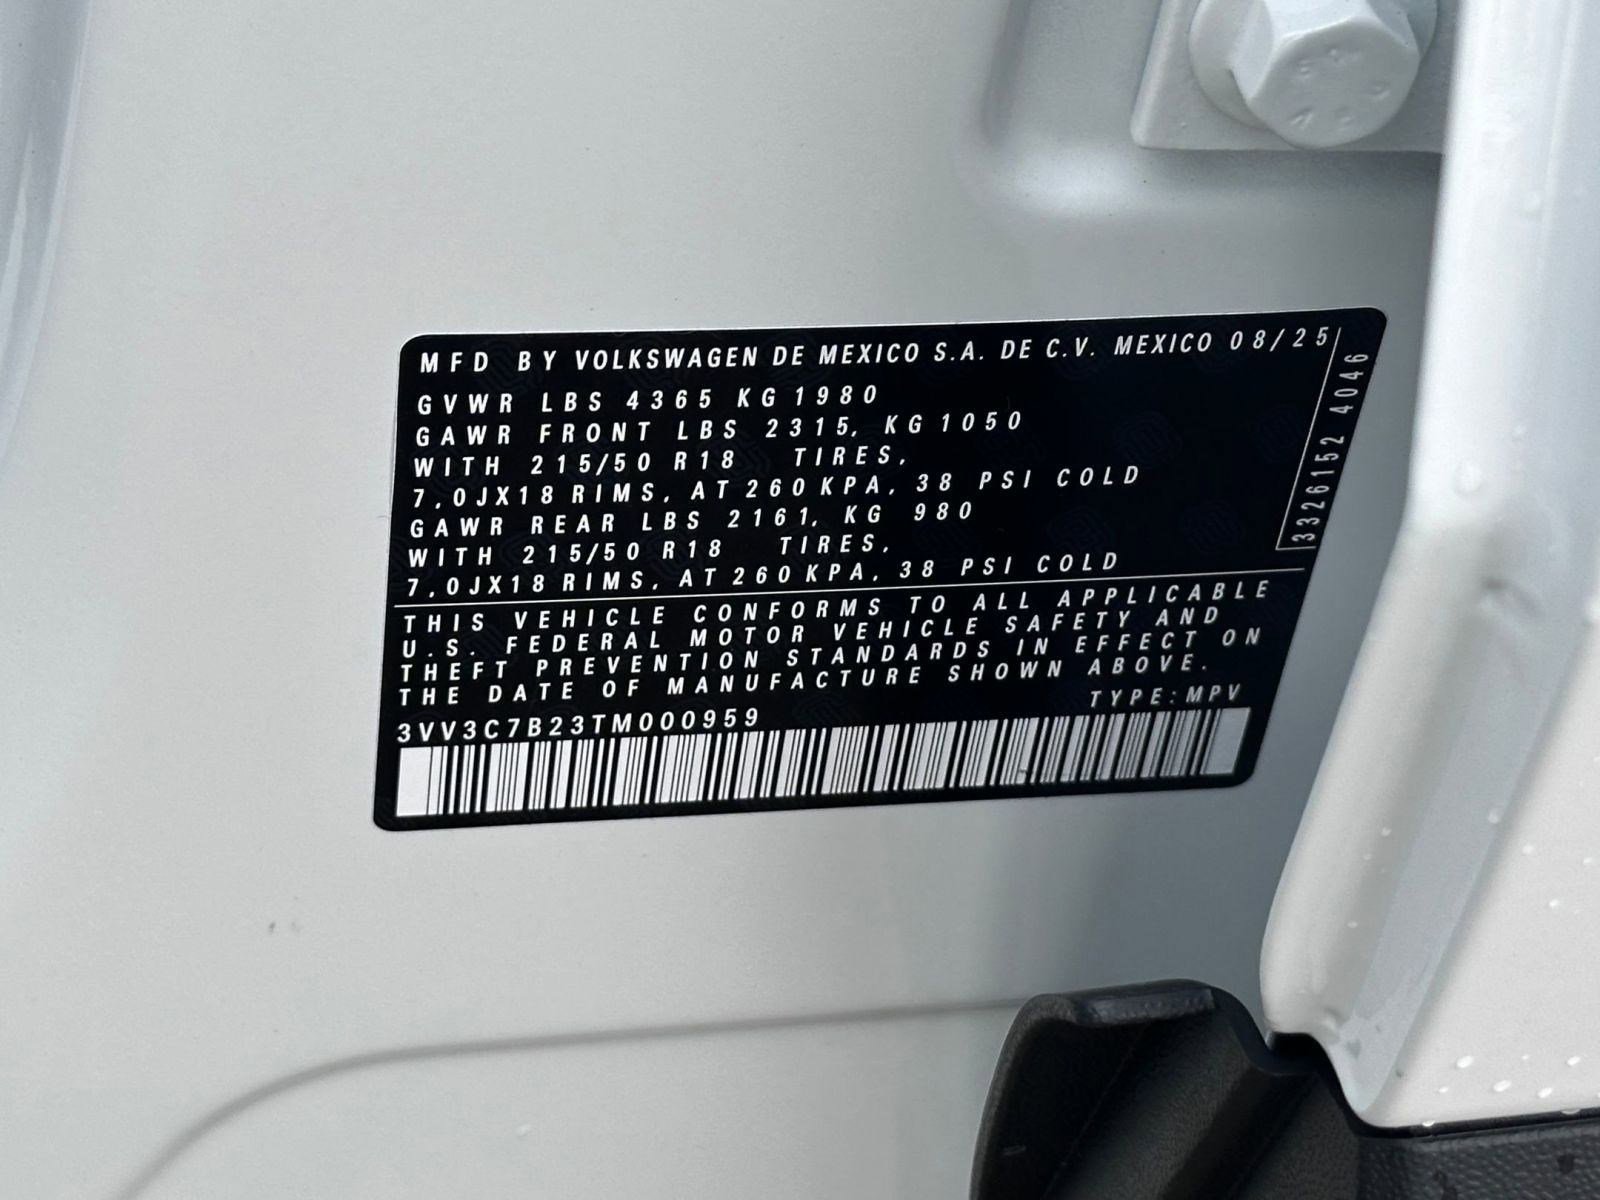 MFD BY VOLKSWAGEN DE MEXICO S.A. DE C.V. MEXICO 08/25
GVWR LBS 4365 KG 1980
GAWR FRONT LBS 2315, KG 1050
WITH 215/50 R18 TIRES,
7,0JX18 RIMS, AT 260 KPA, 38 PSI COLD
GAWR REAR LBS 2161, KG 980
WITH 215/50 R18 TIRES,
7,0JX18 RIMS, AT 260KPA, 38 PSI COLD
THIS VEHICLE CONFORMS TO ALL APPLICABLE
U.S. FEDERAL MOTOR VEHICLE SAFETY AND
THEFT PREVENTION STANDARDS IN EFFECT ON
THE DATE OF MANUFACTURE SHOWN ABOVE.
TYPE: MPV
3VV3C7B23TM000959
33261152 4046